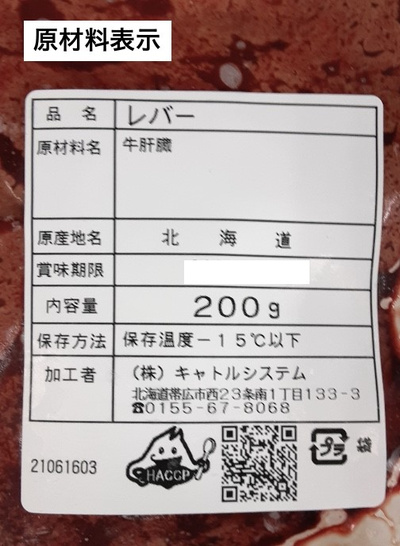 原材料表示
品 名 レバー
原材料名 牛肝臓
原産地名 北 海 道
賞味期限
内容量 200g
保存方法 保存温度-15℃以下
加工者 (株)キャトルシステム
北海道帯広市西23条南1丁目133-3
☎0155-67-8068
21061603 HACCP プラ 袋